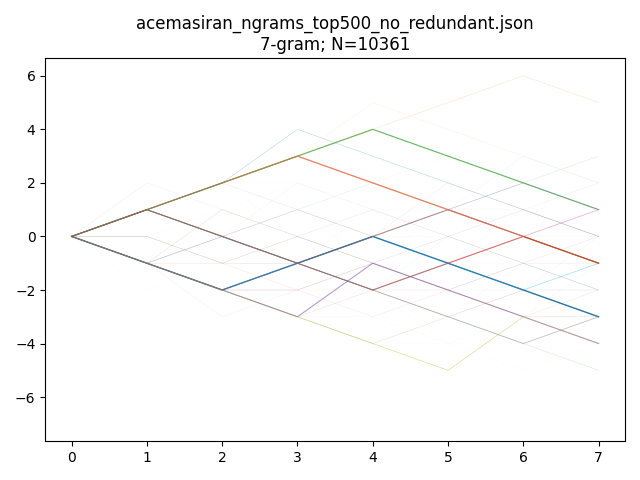 acemasiran_ngrams_top500_no_redundant.json
7-gram; N=10361
6
4
2
0
−2
−4
−6
0 1 2 3 4 5 6 7